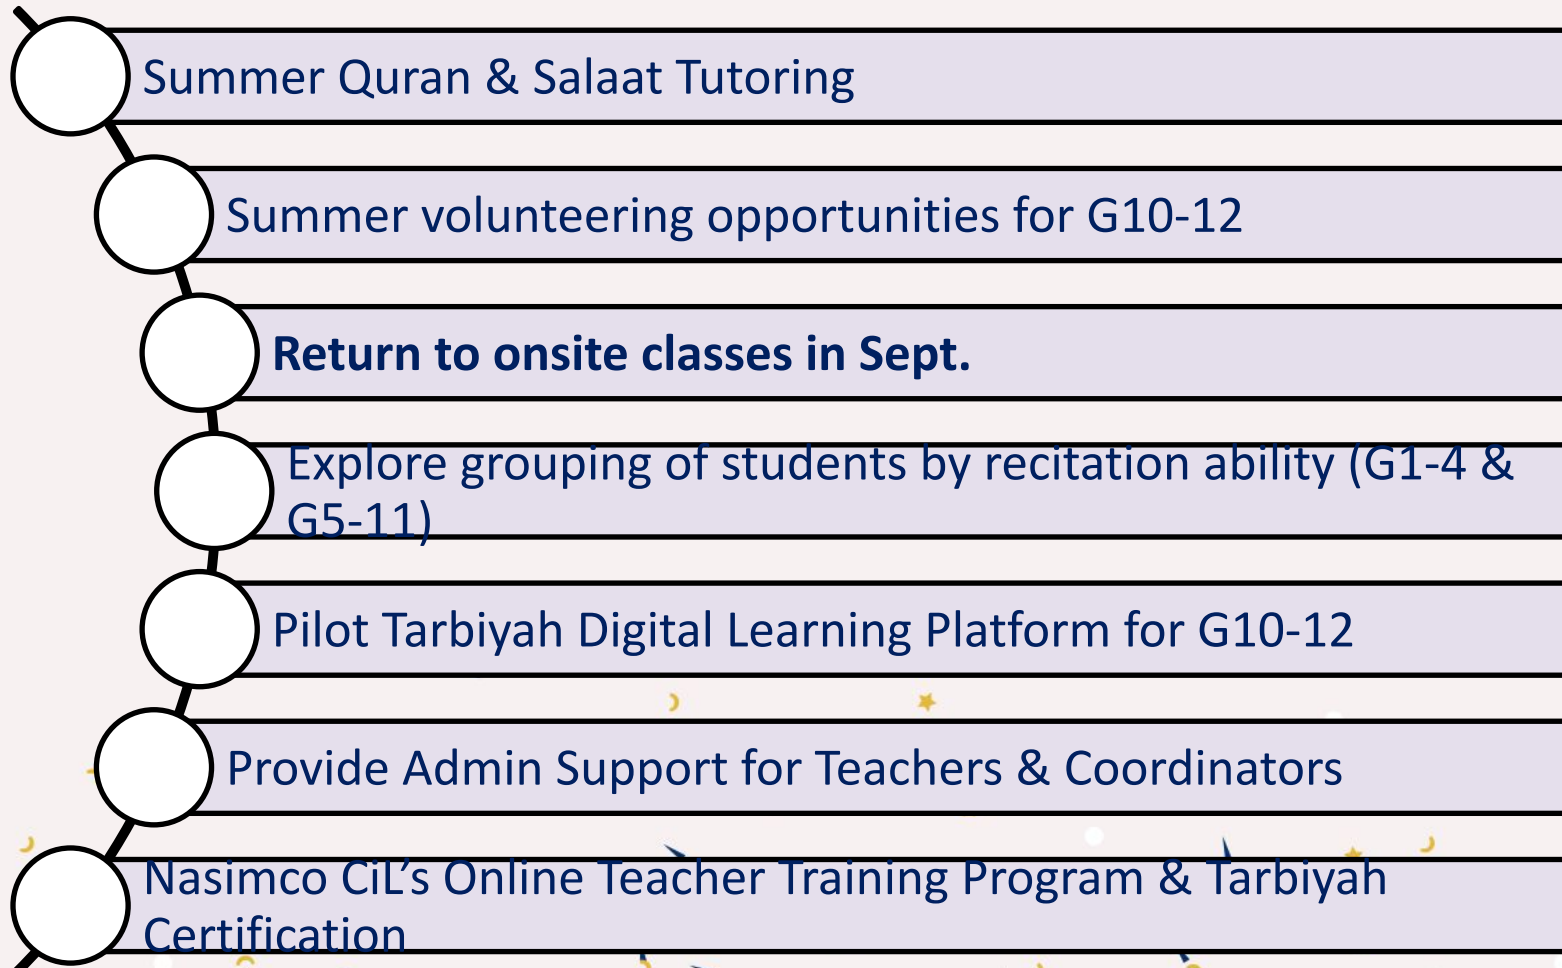 Summer Quran & Salaat Tutoring
Summer volunteering opportunities for G10-12
Return to onsite classes in Sept.
Explore grouping of students by recitation ability (G1-4 &
G5-11)
Pilot Tarbiyah Digital Learning Platform for G10-12
Provide Admin Support for Teachers & Coordinators
Nasimco CiL’s Online Teacher Training Program & Tarbiyah
Certification